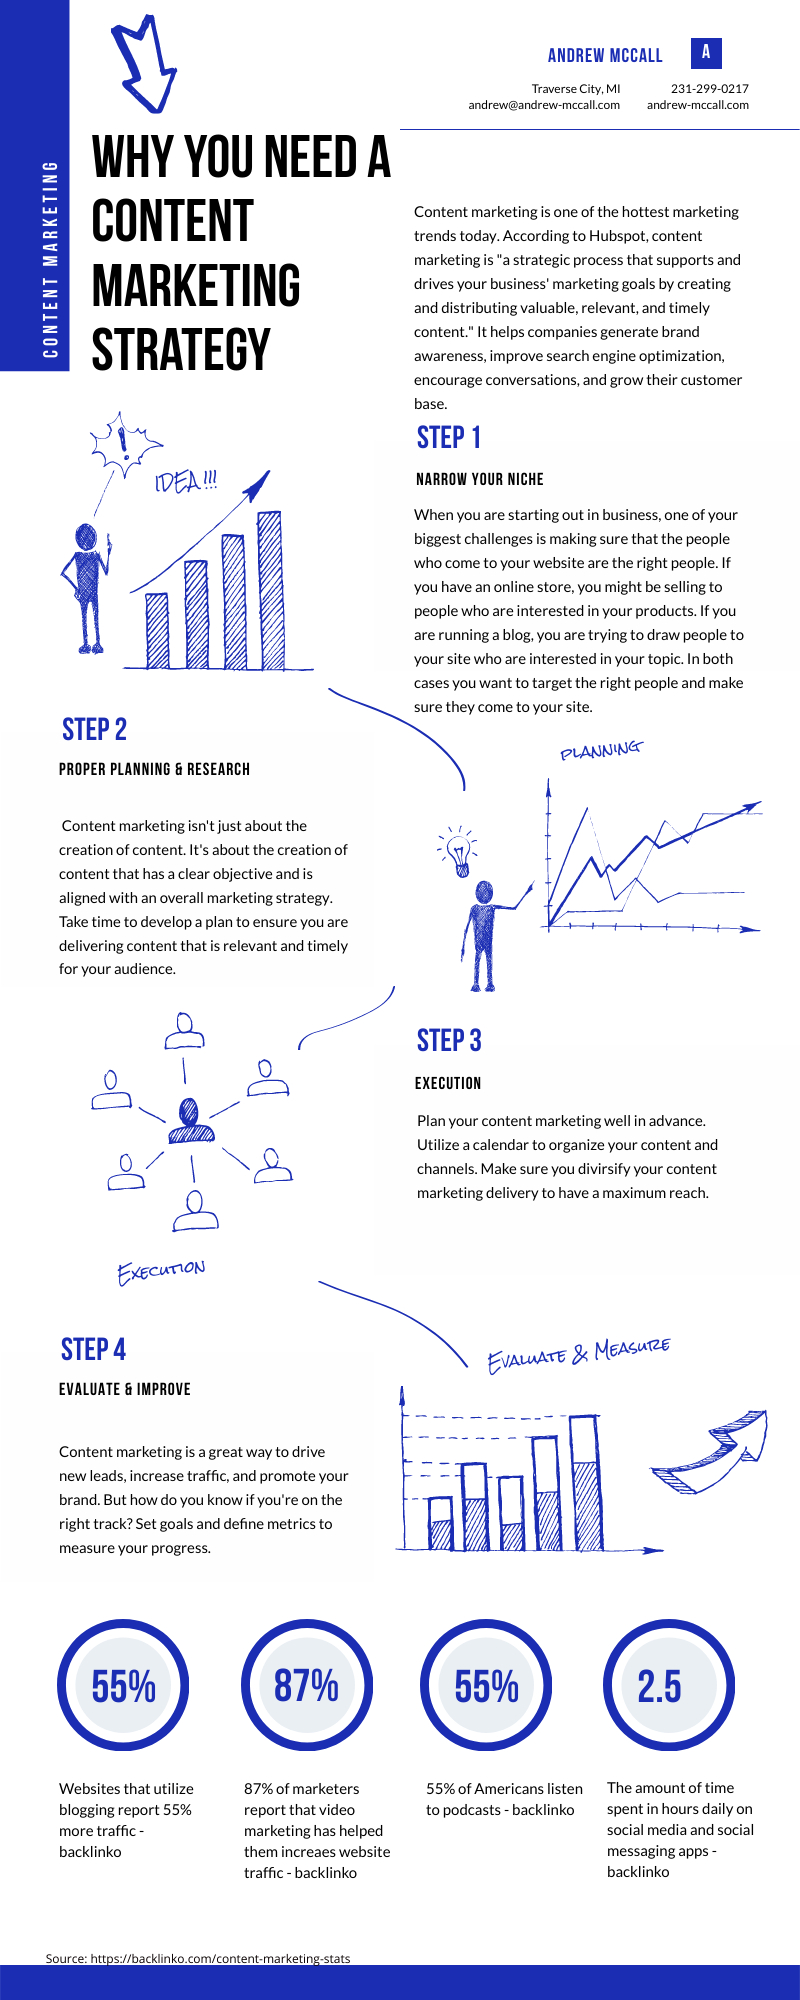 ANDREW MCCALL
A
Traverse City, MI
andrew@andrew-mccall.com
231-299-0217
andrew-mccall.com
CONTENT MARKETING
WHY YOU NEED A
CONTENT
MARKETING
STRATEGY
Content marketing is one of the hottest marketing
trends today. According to Hubspot, content
marketing is "a strategic process that supports and
drives your business' marketing goals by creating
and distributing valuable, relevant, and timely
content." It helps companies generate brand
awareness, improve search engine optimization,
encourage conversations, and grow their customer
base.
!
IDEA!!!
STEP 1
NARROW YOUR NICHE
When you are starting out in business, one of your
biggest challenges is making sure that the people
who come to your website are the right people. If
you have an online store, you might be selling to
people who are interested in your products. If you
are running a blog, you are trying to draw people to
your site who are interested in your topic. In both
cases you want to target the right people and make
sure they come to your site.
STEP 2
PROPER PLANNING & RESEARCH
Content marketing isn't just about the
creation of content. It's about the creation of
content that has a clear objective and is
aligned with an overall marketing strategy.
Take time to develop a plan to ensure you are
delivering content that is relevant and timely
for your audience.
PLANNING
STEP 3
EXECUTION
Plan your content marketing well in advance.
Utilize a calendar to organize your content and
channels. Make sure you divirsify your content
marketing delivery to have a maximum reach.
EXECUTION
STEP 4
EVALUATE & IMPROVE
Content marketing is a great way to drive
new leads, increase traffic, and promote your
brand. But how do you know if you're on the
right track? Set goals and define metrics to
measure your progress.
EVALUATE & MEASURE
55%
Websites that utilize
blogging report 55%
more traffic -
backlinko
87%
87% of marketers
report that video
marketing has helped
them increaes website
traffic - backlinko
55%
55% of Americans listen
to podcasts - backlinko
2.5
The amount of time
spent in hours daily on
social media and social
messaging apps -
backlinko
Source: https://backlinko.com/content-marketing-stats